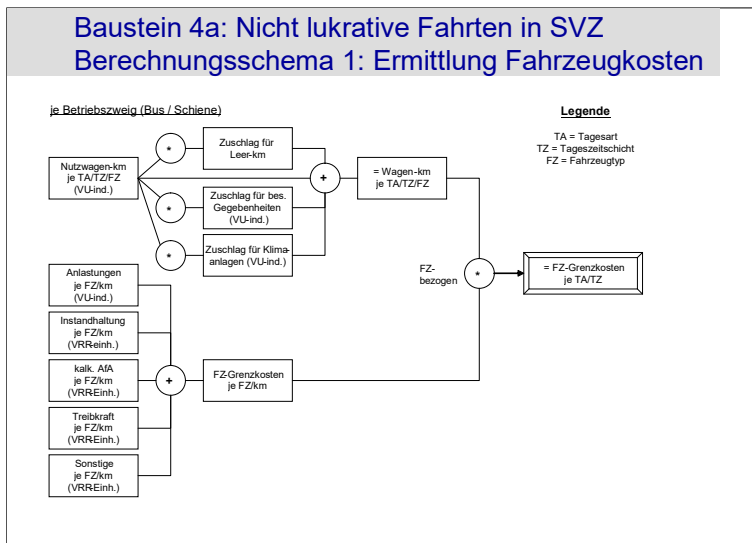 Baustein 4a: Nicht lukrative Fahrten in SVZ
Berechnungsschema 1: Ermittlung Fahrzeugkosten
je Betriebszweig (Bus / Schiene)
Legende
TA = Tagesart
TZ = Tageszeitschicht
FZ = Fahrzeugtyp
*
Zuschlag für
Leer-km
Nutzwagen-km
je TA/TZ/FZ
(VU-ind.)
+
= Wagen-km
je TA/TZ/FZ
*
Zuschlag für bes.
Gegebenheiten
(VU-ind.)
*
Zuschlag für Klima-
anlagen (VU-ind.)
FZ-
bezogen
*
= FZ-Grenzkosten
je TA/TZ
Anlastungen
je FZ/km
(VU-ind.)
Instandhaltung
je FZ/km
(VRR-einh.)
kalk. AfA
je FZ/km
(VRR-Einh.)
+
FZ-Grenzkosten
je FZ/km
Treibkraft
je FZ/km
(VRR-Einh.)
Sonstige
je FZ/km
(VRR-Einh.)